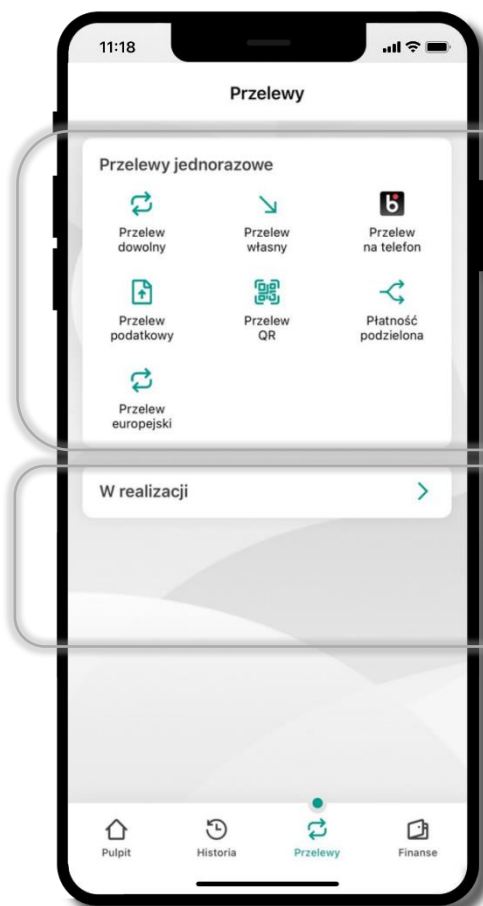 11:18
Przelewy
Przelewy jednorazowe
Przelew
dowolny
Przelew
własny
Przelew
na telefon
Przelew
podatkowy
Przelew
QR
Płatność
podzielona
Przelew
europejski
W realizacji
Pulpit
Historia
Przelewy
Finanse